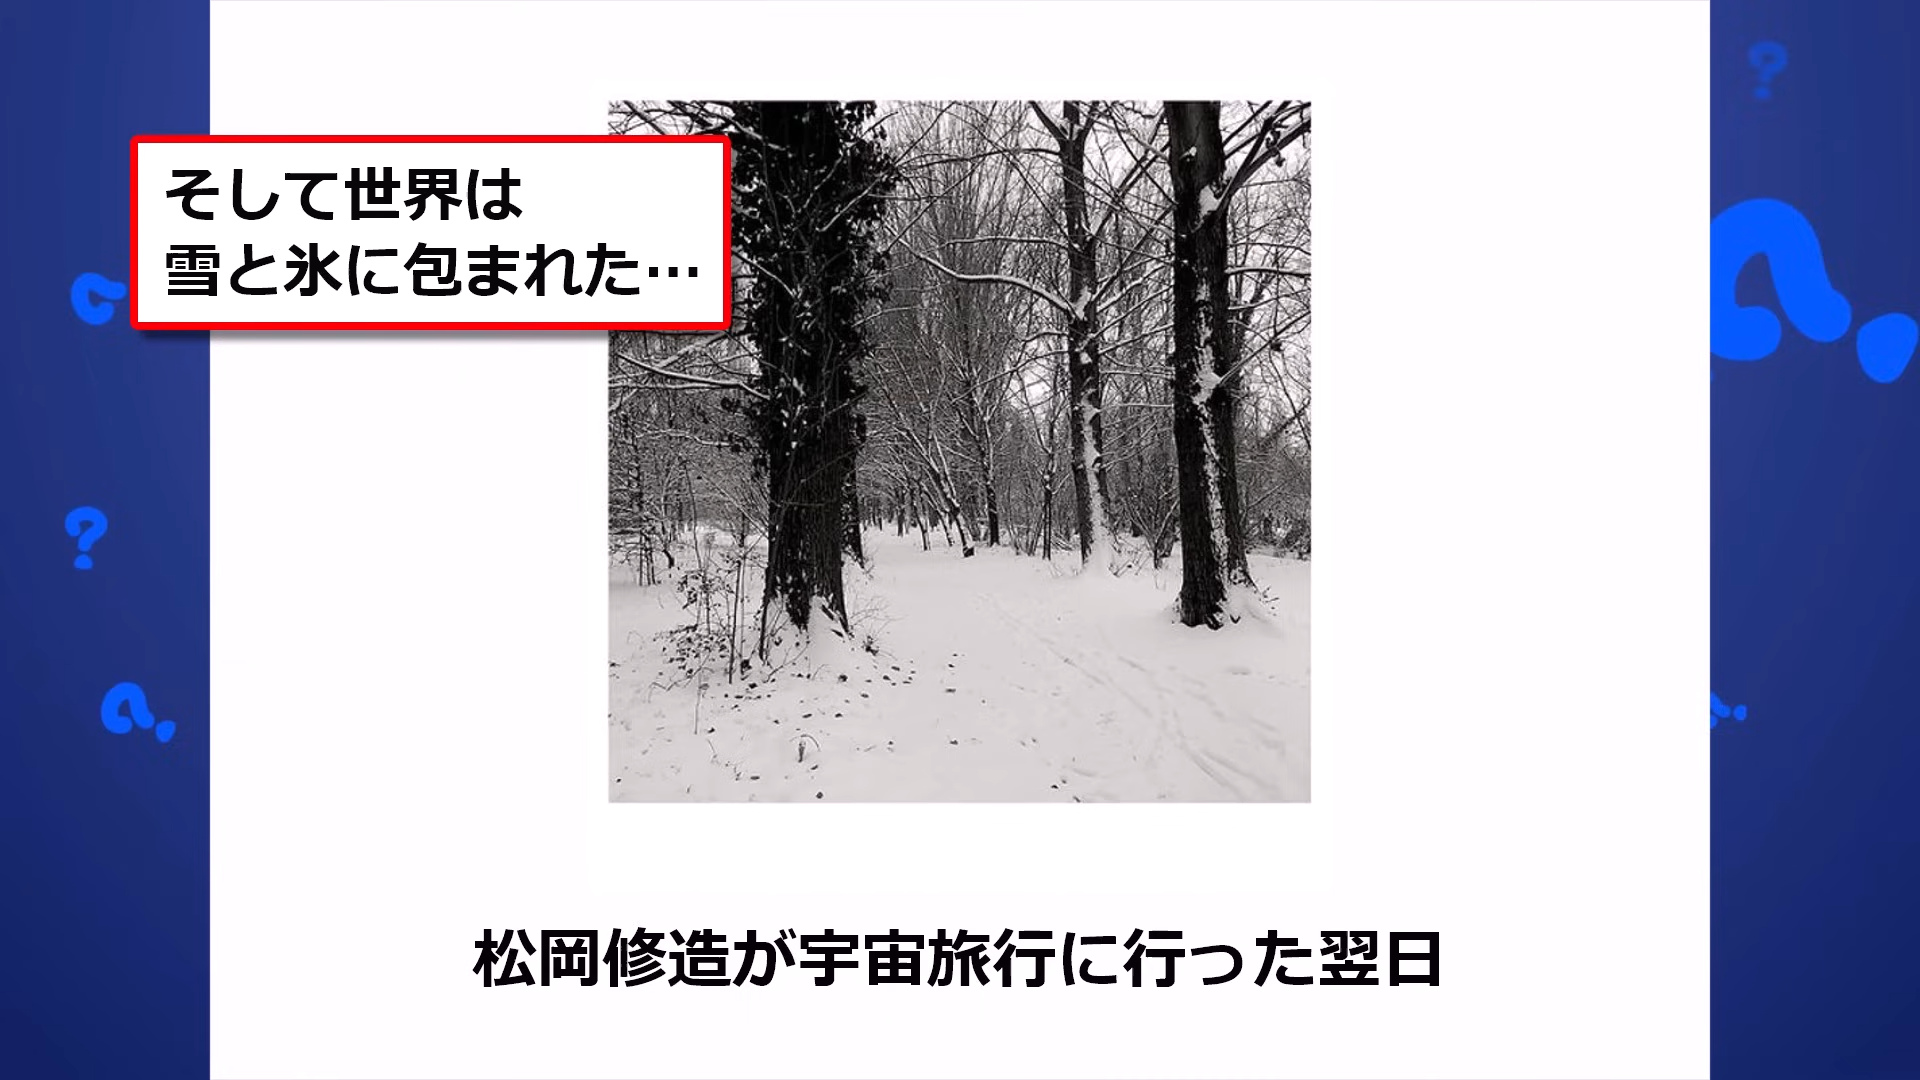 そして世界は
雪と氷に包まれた…
松岡修造が宇宙旅行に行った翌日